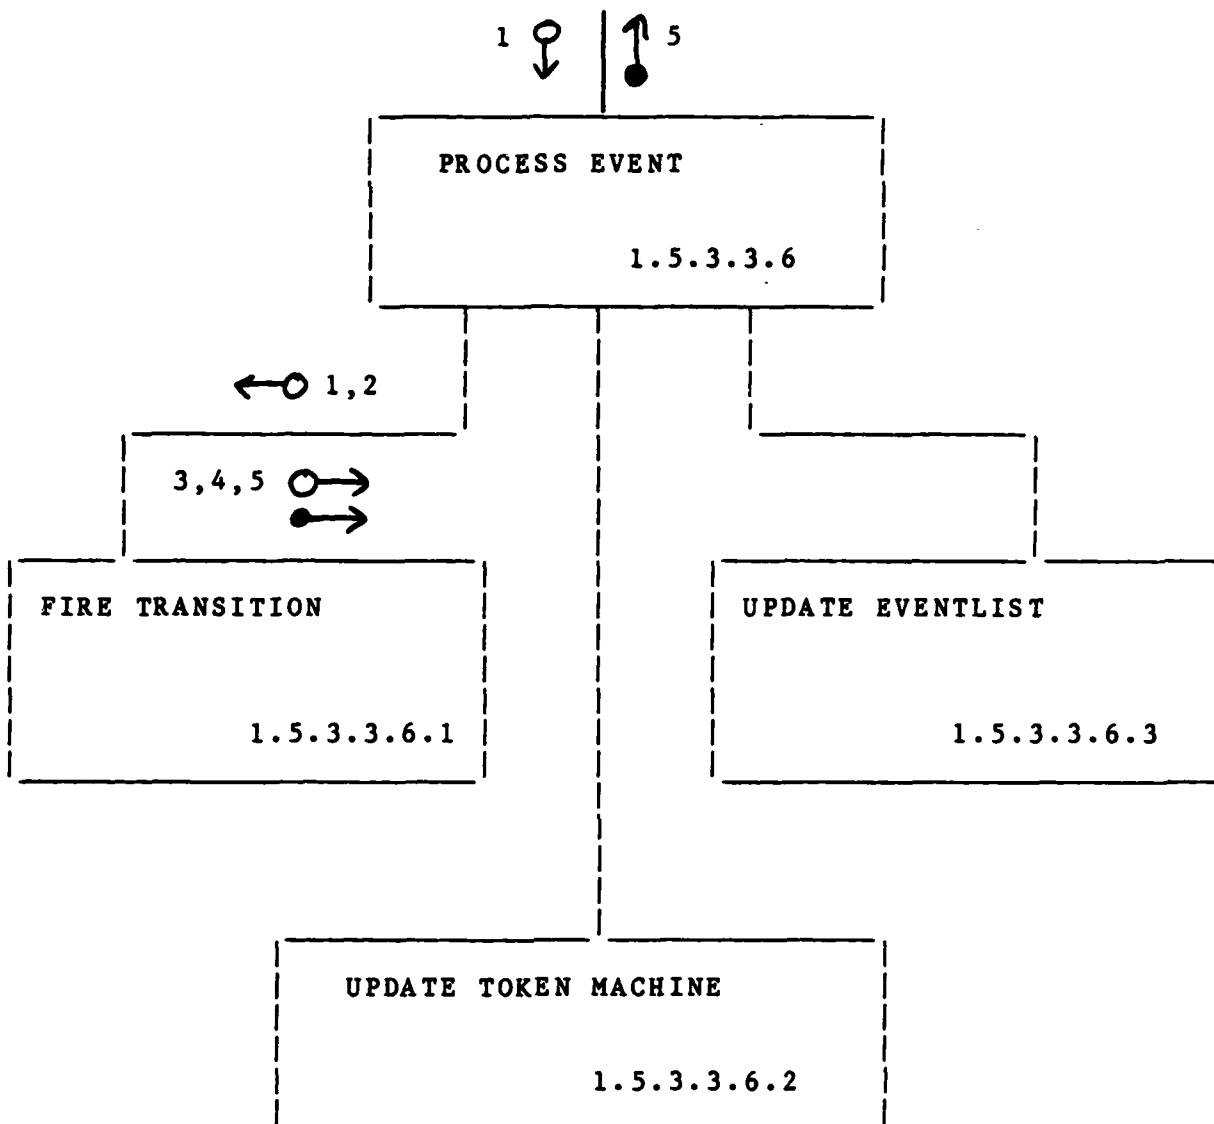 1 5
PROCESS EVENT
1.5.3.3.6
1,2
3,4,5
FIRE TRANSITION
1.5.3.3.6.1
UPDATE EVENTLIST
1.5.3.3.6.3
UPDATE TOKEN MACHINE
1.5.3.3.6.2